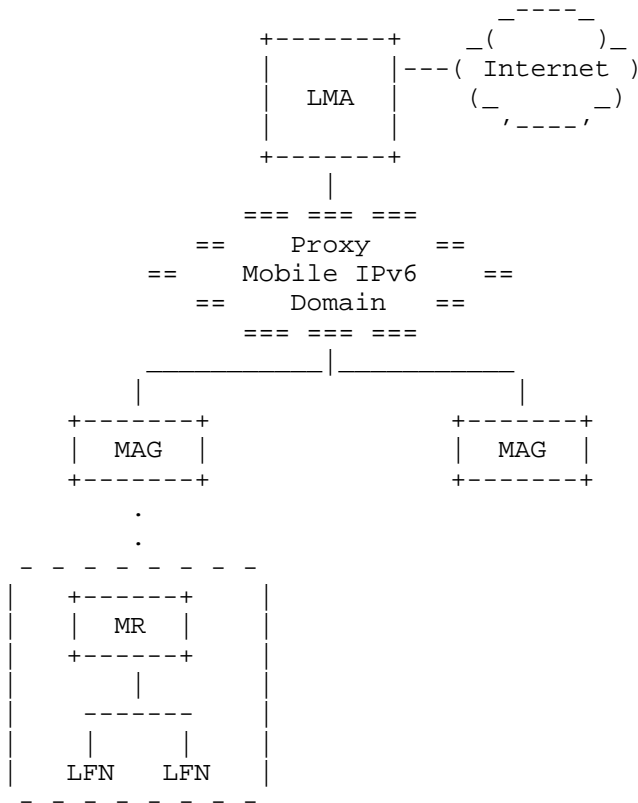 Internet
LMA
Proxy
Mobile IPv6
Domain
MAG MAG
MR
LFN LFN